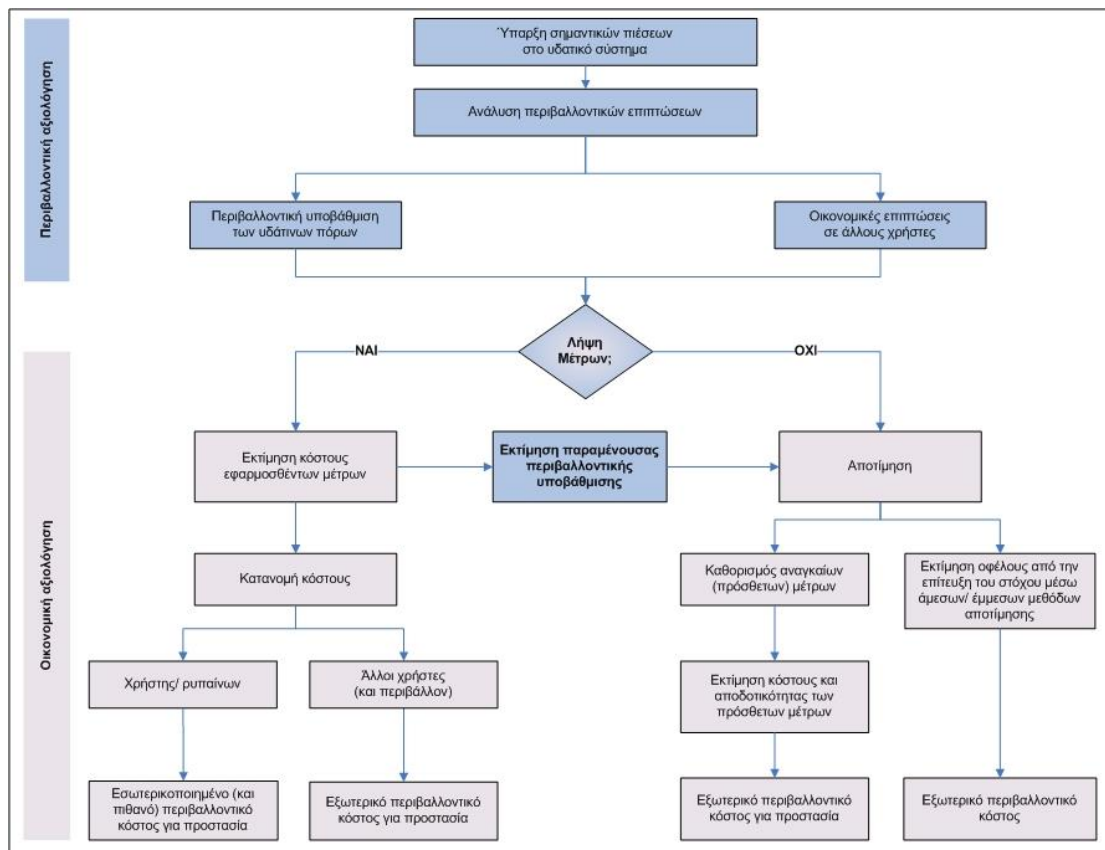 Ύπαρξη σημαντικών πιέσεων
στο υδατικό σύστημα
Ανάλυση περιβαλλοντικών επιπτώσεων
Περιβαλλοντική αξιολόγηση
Περιβαλλοντική υποβάθμιση
των υδάτινων πόρων
Οικονομικές επιπτώσεις
σε άλλους χρήστες
Λήψη
Μέτρων;
ΝΑΙ
ΟΧΙ
Οικονομική αξιολόγηση
Εκτίμηση κόστους
εφαρμοσθέντων μέτρων
Εκτίμηση παραμένουσας
περιβαλλοντικής
υποβάθμισης
Αποτίμηση
Κατανομή κόστους
Καθορισμός αναγκαίων
(πρόσθετων) μέτρων
Εκτίμηση οφέλους από την
επίτευξη του στόχου μέσω
άμεσων/ έμμεσων μεθόδων
αποτίμησης
Χρήστης/ ρυπαίνων
Άλλοι χρήστες
(και περιβάλλον)
Εκτίμηση κόστους και
αποδοτικότητας των
πρόσθετων μέτρων
Εσωτερικοποιημένο (και
πιθανό) περιβαλλοντικό
κόστος για προστασία
Εξωτερικό περιβαλλοντικό
κόστος για προστασία
Εξωτερικό περιβαλλοντικό
κόστος για προστασία
Εξωτερικό περιβαλλοντικό
κόστος